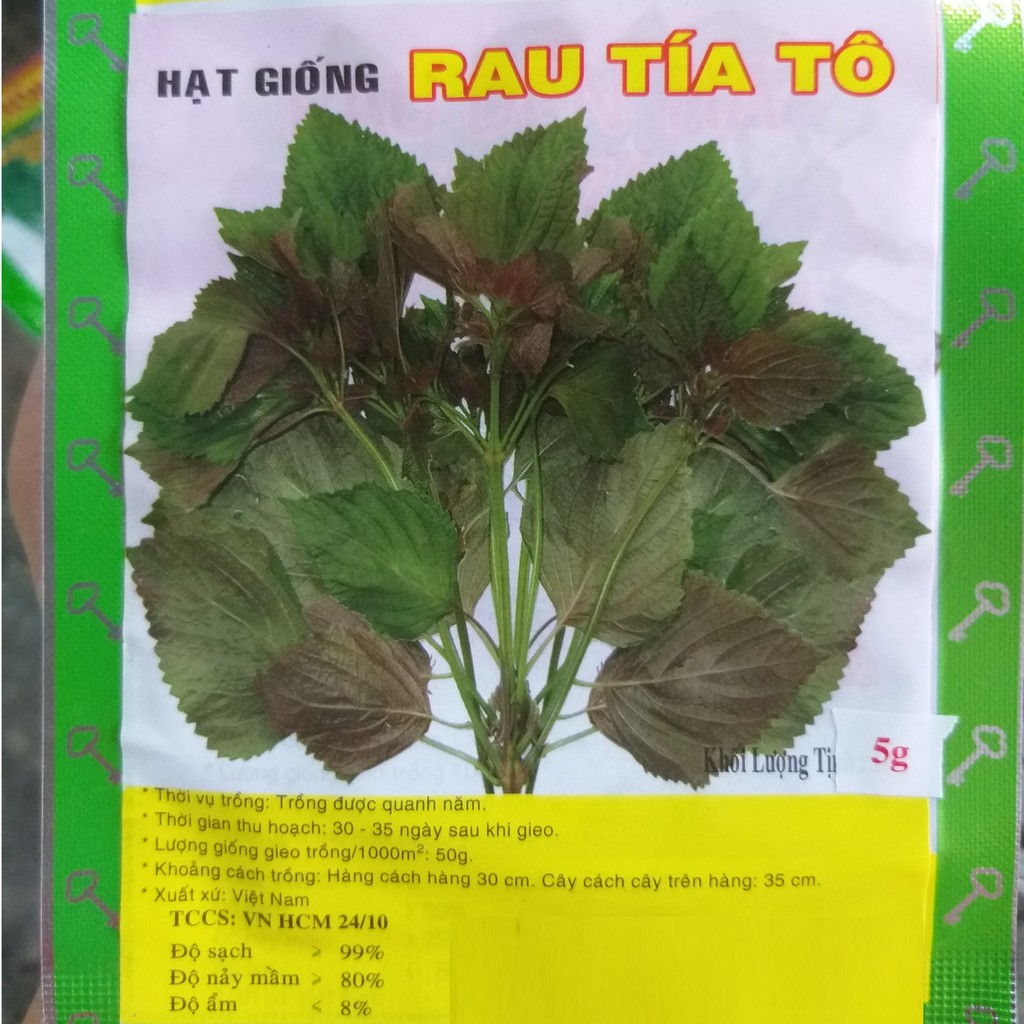 HẠT GIỐNG RAU TÍA TÔ
Khối Lượng Tị 5g
* Thời vụ trồng: Trồng được quanh năm.
* Thời gian thu hoạch: 30 - 35 ngày sau khi gieo.
* Lượng giống gieo trồng/1000m²: 50g.
* Khoảng cách trồng: Hàng cách hàng 30 cm. Cây cách cây trên hàng: 35 cm.
* Xuất xứ: Việt Nam
TCCS: VN HCM 24/10
Độ sạch ≥ 99%
Độ nảy mầm ≥ 80%
Độ ẩm ≤ 8%